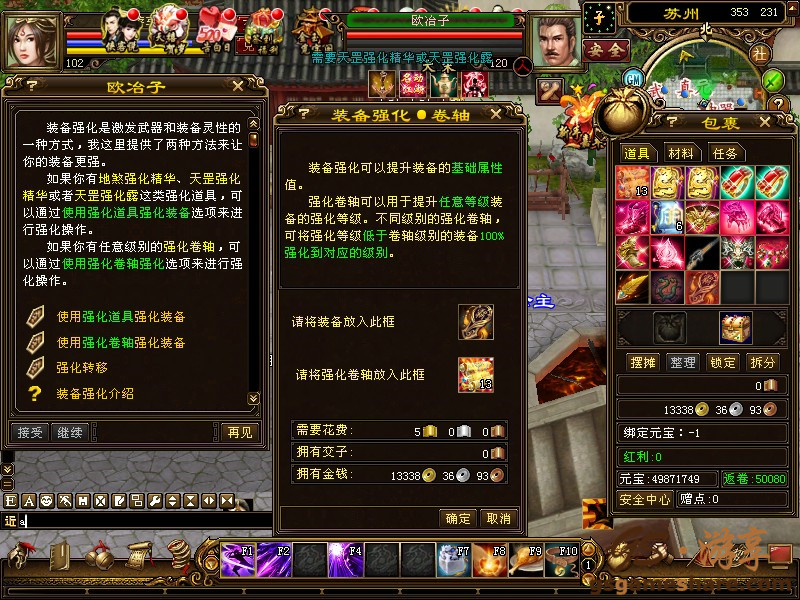 欧冶子
苏州 353 231
子
北
安全
社
102
需要天罡强化精华或天罡强化露
120
GM
欧冶子
装备强化是激发武器和装备灵性的
一种方式，我这里提供了两种方法来让
你的装备更强。
如果你有地煞强化精华、天罡强化
精华或者天罡强化露这类强化道具，可
以通过使用强化道具强化装备选项来进
行强化操作。
如果你有任意级别的强化卷轴，可
以通过使用强化卷轴强化选项来进行强
化操作。
使用强化道具强化装备
使用强化卷轴强化装备
强化转移
装备强化介绍
接受 继续 再见
装备强化●卷轴
装备强化可以提升装备的基础属性
值。
强化卷轴可以用于提升任意等级装
备的强化等级。不同级别的强化卷轴，
可将强化等级低于卷轴级别的装备100%
强化到对应的级别。
请将装备放入此框
请将强化卷轴放入此框
13
需要花费： 5 0 0
拥有交子： 0
拥有金钱： 13338 36 93
确定 取消
包裹
道具 材料 任务
13
6
摆摊 整理 锁定 拆分
0
13338 36 93
绑定元宝：-1
红利：0
元宝：49871749 返卷：50080
安全中心 赠点：0
近 a
F1 F2 F4 F7 F8 F9 F10
1